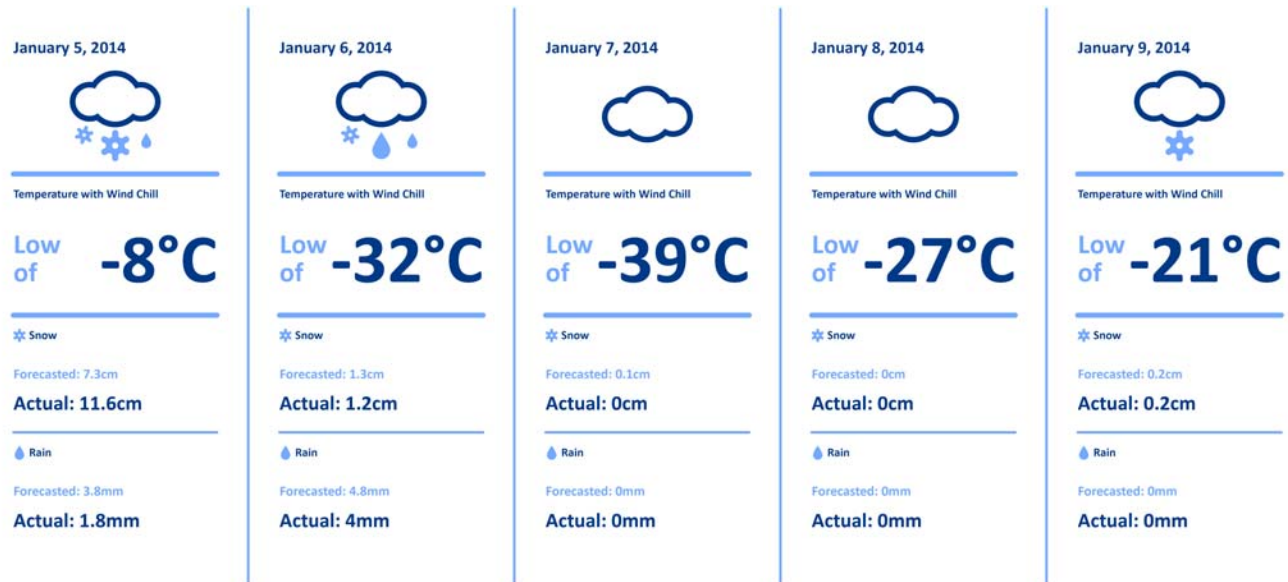 January 5, 2014
Temperature with Wind Chill
Low
of
-8°C
Snow
Forecasted: 7.3cm
Actual: 11.6cm
Rain
Forecasted: 3.8mm
Actual: 1.8mm
January 6, 2014
Temperature with Wind Chill
Low
of
-32°C
Snow
Forecasted: 1.3cm
Actual: 1.2cm
Rain
Forecasted: 4.8mm
Actual: 4mm
January 7, 2014
Temperature with Wind Chill
Low
of
-39°C
Snow
Forecasted: 0.1cm
Actual: 0cm
Rain
Forecasted: 0mm
Actual: 0mm
January 8, 2014
Temperature with Wind Chill
Low
of
-27°C
Snow
Forecasted: 0cm
Actual: 0cm
Rain
Forecasted: 0mm
Actual: 0mm
January 9, 2014
Temperature with Wind Chill
Low
of
-21°C
Snow
Forecasted: 0.2cm
Actual: 0.2cm
Rain
Forecasted: 0mm
Actual: 0mm